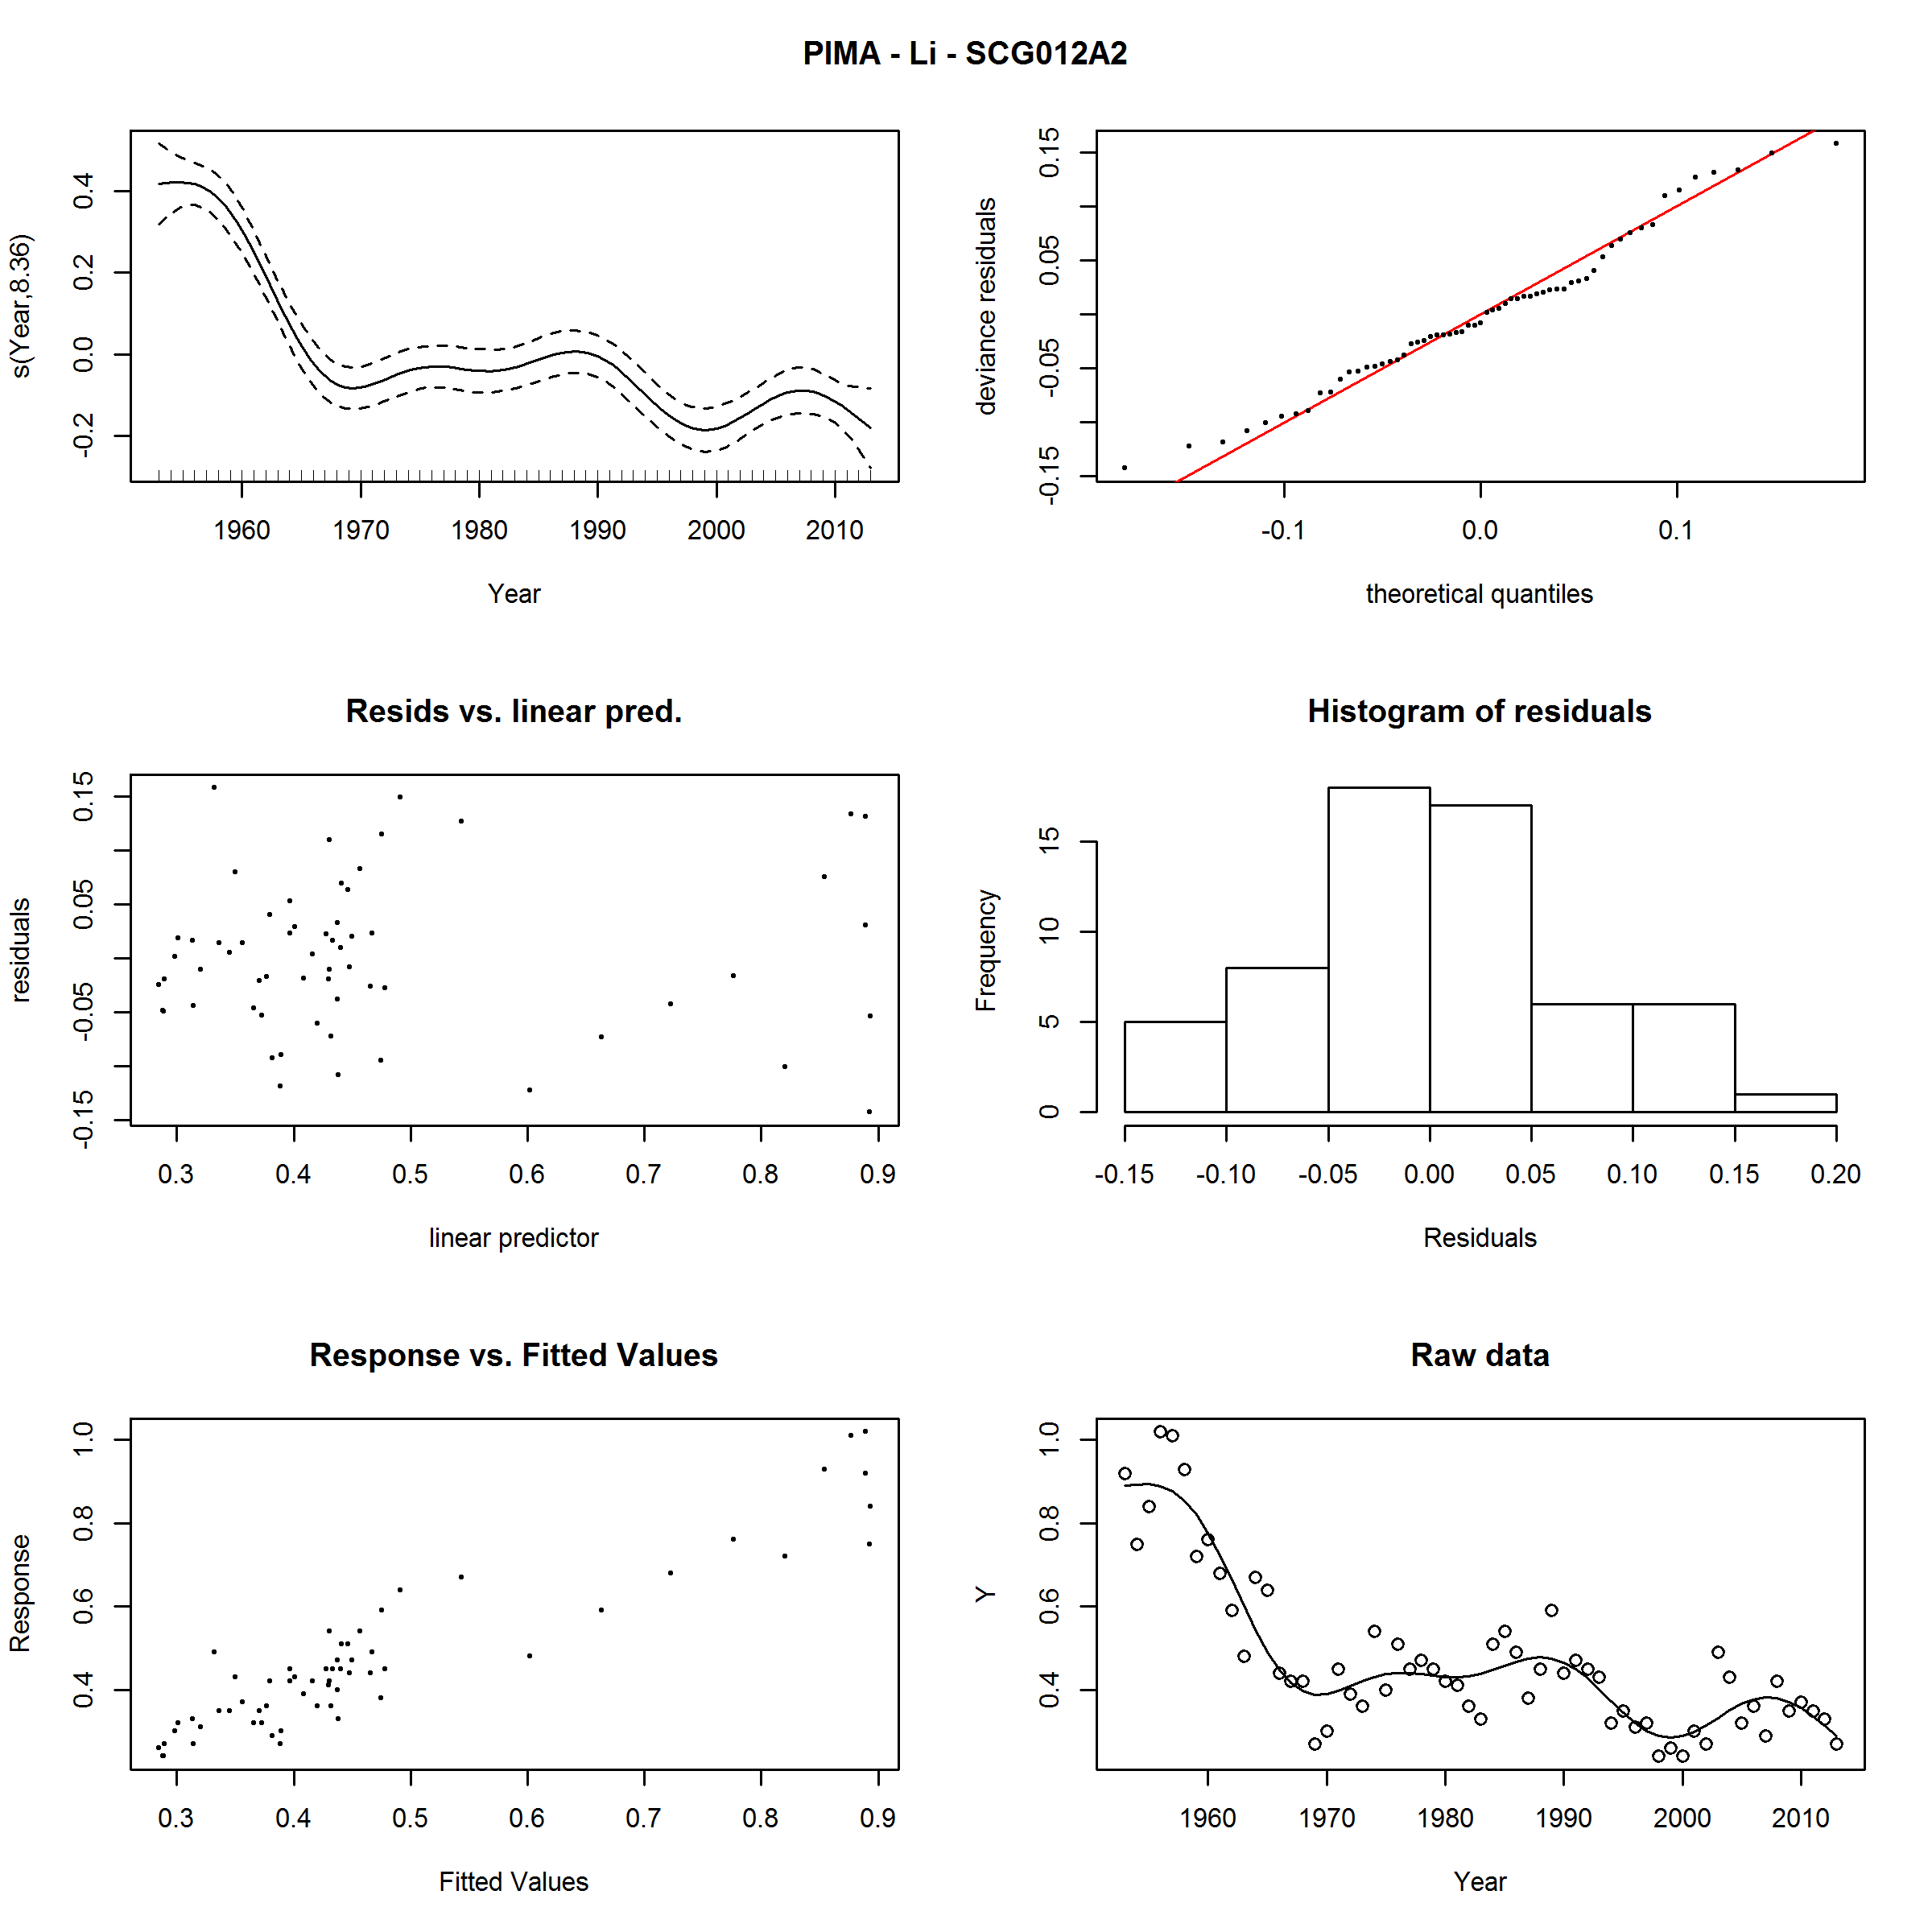 PIMA - Li - SCG012A2
s(Year,8.36)
0.4
0.2
0.0
-0.2
1960 1970 1980 1990 2000 2010
Year
deviance residuals
0.15
0.05
-0.05
-0.15
-0.1 0.0 0.1
theoretical quantiles
Resids vs. linear pred.
residuals
0.15
0.05
-0.05
-0.15
0.3 0.4 0.5 0.6 0.7 0.8 0.9
linear predictor
Histogram of residuals
Frequency
15
10
5
0
-0.15 -0.10 -0.05 0.00 0.05 0.10 0.15 0.20
Residuals
Response vs. Fitted Values
Response
1.0
0.8
0.6
0.4
0.3 0.4 0.5 0.6 0.7 0.8 0.9
Fitted Values
Raw data
Y
1.0
0.8
0.6
0.4
1960 1970 1980 1990 2000 2010
Year